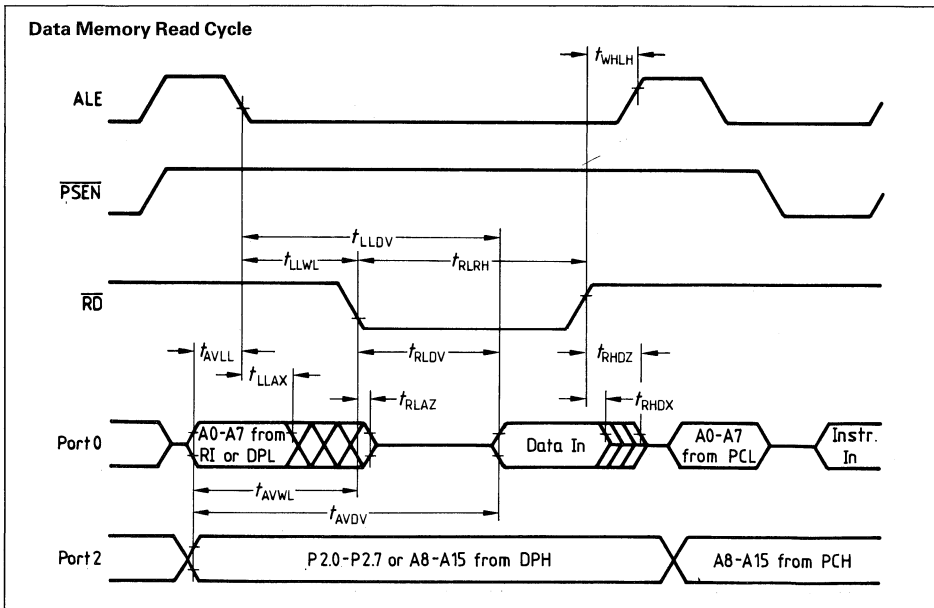 Data Memory Read Cycle
tWHLH
ALE
PSEN
tLLDV
tLLWL
tRLRH
RD
tAVLL
tRLDV
tRHDZ
tLLAX
tRLAZ
tRHDX
Port 0
A0-A7 from
RI or DPL
Data In
A0-A7
from PCL
Instr.
In
tAVWL
tAVDV
Port 2
P2.0-P2.7 or A8-A15 from DPH
A8-A15 from PCH